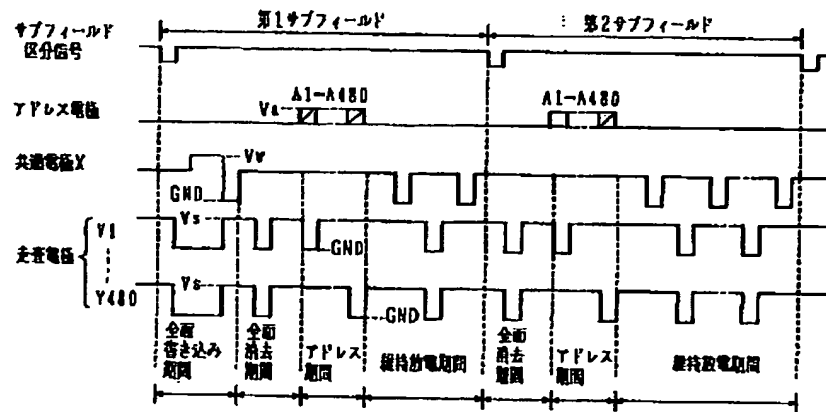 第1サブフィールド
第2サブフィールド
サブフィールド
区分信号
アドレス電極
Va
A1-A480
A1-A480
共通電極X
Vw
GND
走査電極
Y1
Y480
Vs
GND
Vs
GND
全面
書き込み
期間
全面
消去
期間
アドレス
期間
維持放電期間
全面
消去
期間
アドレス
期間
維持放電期間